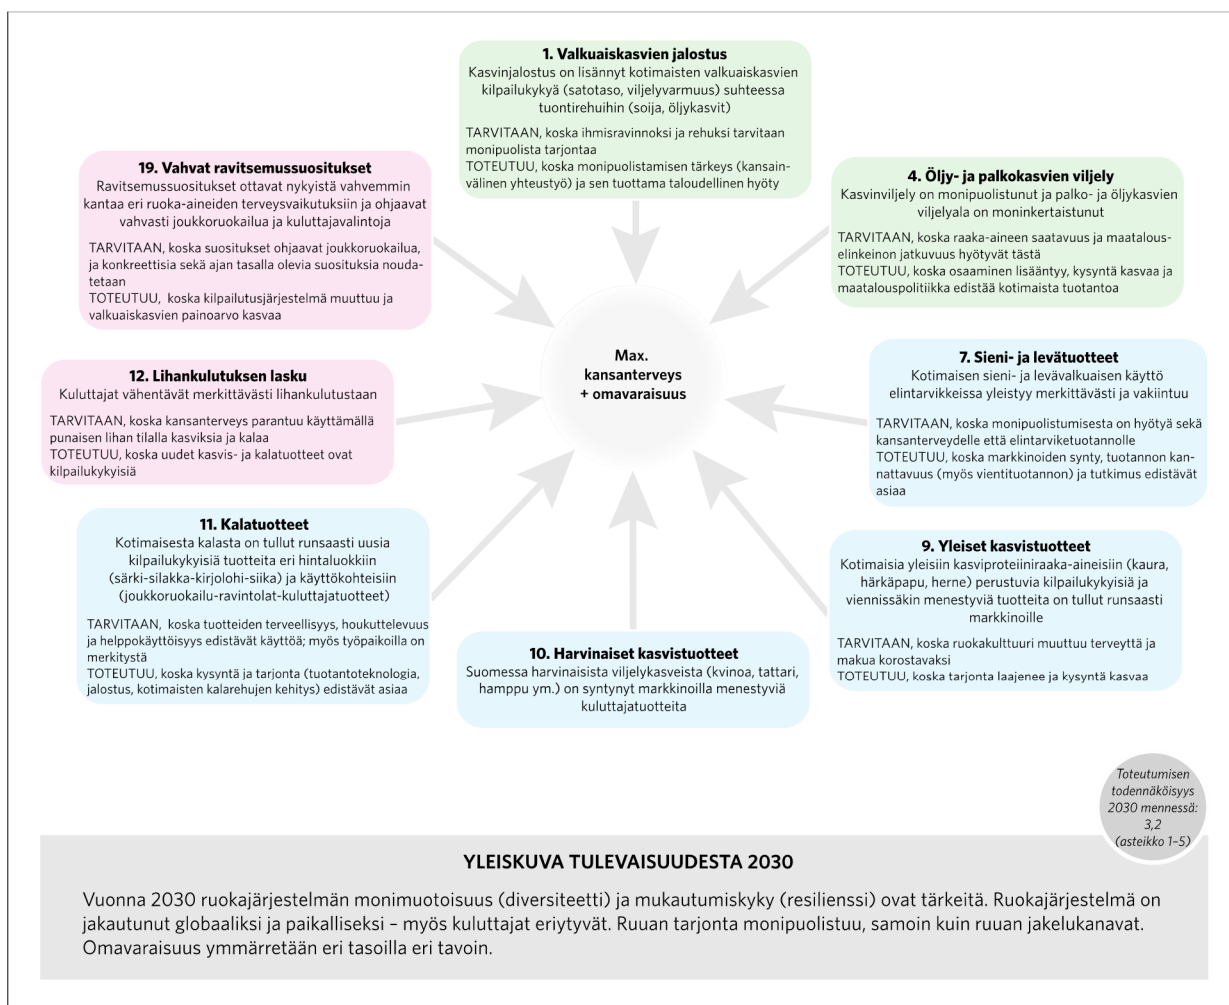 1. Valkuaiskasvien jalostus
Kasvinjalostus on lisännyt kotimaisten valkuaiskasvien
kilpailukykyä (satotaso, viljelyvarmuus) suhteessa
tuontirehuihin (soija, öljykasvit)
TARVITAAN, koska ihmisravinnoksi ja rehuksi tarvitaan
monipuolista tarjontaa
TOTEUTUU, koska monipuolistamisen tärkeys (kansain-
välinen yhteustyö) ja sen tuottama taloudellinen hyöty
19. Vahvat ravitsemussuositukset
Ravitsemussuositukset ottavat nykyistä vahvemmin
kantaa eri ruoka-aineiden terveysvaikutuksiin ja ohjaavat
vahvasti joukkoruokailua ja kuluttajavalintoja
TARVITAAN, koska suositukset ohjaavat joukkoruokailua,
ja konkreettisia sekä ajan tasalla olevia suosituksia nouda-
tetaan
TOTEUTUU, koska kilpailutusjärjestelmä muuttuu ja
valkuaiskasvien painoarvo kasvaa
4. Öljy- ja palkokasvien viljely
Kasvinviljely on monipuolistunut ja palko- ja öljykasvien
viljelyala on moninkertaistunut
TARVITAAN, koska raaka-aineen saatavuus ja maatalous-
elinkeinon jatkuvuus hyötyvät tästä
TOTEUTUU, koska osaaminen lisääntyy, kysyntä kasvaa ja
maatalouspolitiikka edistää kotimaista tuotantoa
Max.
kansanterveys
+ omavaraisuus
12. Lihankulutuksen lasku
Kuluttajat vähentävät merkittävästi lihankulutustaan
TARVITAAN, koska kansanterveys parantuu käyttämällä
punaisen lihan tilalla kasviksia ja kalaa
TOTEUTUU, koska uudet kasvis- ja kalatuotteet ovat
kilpailukykyisiä
7. Sieni- ja levätuotteet
Kotimaisen sieni- ja levävalkuaisen käyttö
elintarvikkeissa yleistyy merkittävästi ja vakiintuu
TARVITAAN, koska monipuolistumisesta on hyötyä sekä
kansanterveydelle että elintarviketuotannolle
TOTEUTUU, koska markkinoiden synty, tuotannon kan-
nattavuus (myös vientituotannon) ja tutkimus edistävät
asiaa
11. Kalatuotteet
Kotimaisesta kalasta on tullut runsaasti uusia
kilpailukykyisiä tuotteita eri hintaluokkiin
(särki-silakka-kirjolohi-siika) ja käyttökohteisiin
(joukkoruokailu-ravintolat-kuluttajatuotteet)
TARVITAAN, koska tuotteiden terveellisyys, houkuttelevuus
ja helppokäyttöisyys edistävät käyttöä; myös työpaikoilla on
merkitystä
TOTEUTUU, koska kysyntä ja tarjonta (tuotantoteknologia,
jalostus, kotimaisten kalarehujen kehitys) edistävät asiaa
9. Yleiset kasvistuotteet
Kotimaisia yleisiin kasviproteiiniraaka-aineisiin (kaura,
härkäpapu, herne) perustuvia kilpailukykyisiä ja
viennissäkin menestyviä tuotteita on tullut runsaasti
markkinoille
TARVITAAN, koska ruokakulttuuri muuttuu terveyttä ja
makua korostavaksi
TOTEUTUU, koska tarjonta laajenee ja kysyntä kasvaa
10. Harvinaiset kasvistuotteet
Suomessa harvinaisista viljelykasveista (kvinoa, tattari,
hamppu ym.) on syntynyt markkinoilla menestyviä
kuluttajatuotteita
Toteutumisen
todennäköisyys
2030 mennessä:
3,2
(asteikko 1–5)
YLEISKUVA TULEVAISUUDESTA 2030
Vuonna 2030 ruokajärjestelmän monimuotoisuus (diversiteetti) ja mukautumiskyky (resilienssi) ovat tärkeitä. Ruokajärjestelmä on
jakautunut globaaliksi ja paikalliseksi – myös kuluttajat eriytyvät. Ruuan tarjonta monipuolistuu, samoin kuin ruuan jakelukanavat.
Omavaraisuus ymmärretään eri tasoilla eri tavoin.